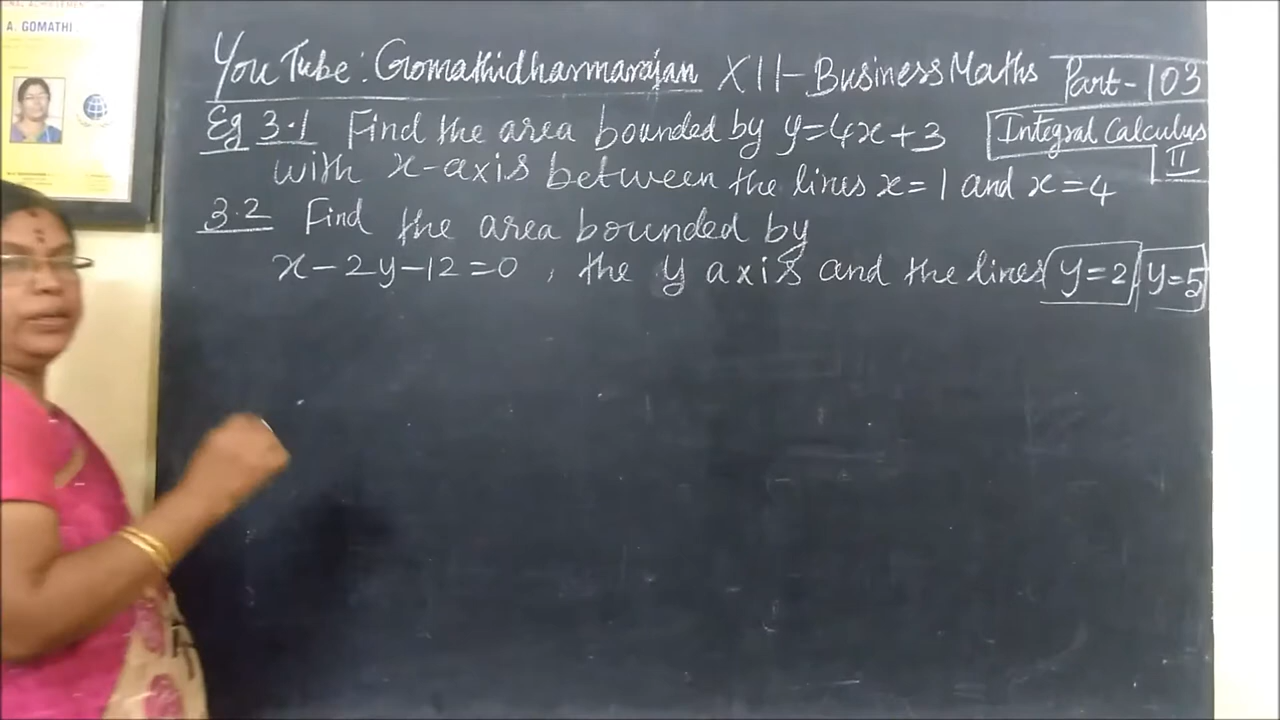 A. GOMATHI.
YouTube: Gomathidharmarajan XII-Business Maths Part-103
Eg 3.1 Find the area bounded by y=4x+3 Integral Calculus II
with x-axis between the lines x=1 and x=4
3.2 Find the area bounded by
x-2y-12=0, the y axis and the lines y=2, y=5